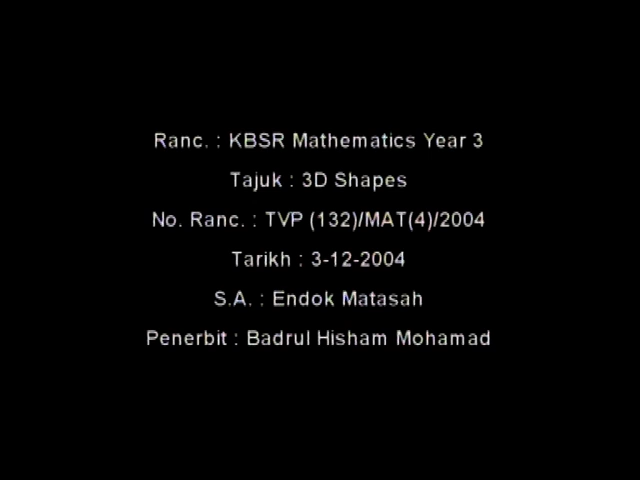 Ranc. : KBSR Mathematics Year 3
Tajuk : 3D Shapes
No. Ranc. : TVP (132)/MAT(4)/2004
Tarikh : 3-12-2004
S.A. : Endok Matasah
Penerbit : Badrul Hisham Mohamad